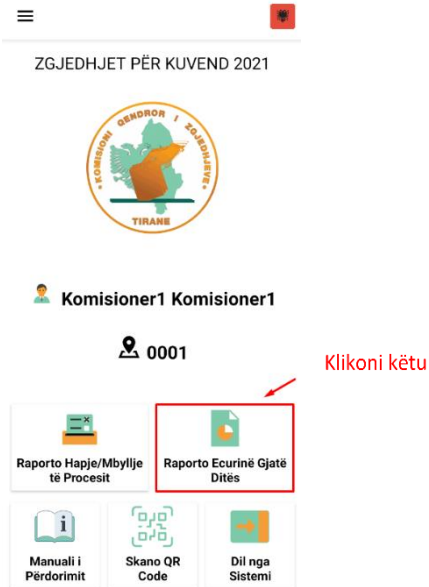 ZGJEDHJET PËR KUVEND 2021
KOMISIONI QENDROR I ZGJEDHJEVE
TIRANE
Komisioner1 Komisioner1
0001
Klikoni këtu
Raporto Hapje/Mbyllje
të Procesit
Raporto Ecurinë Gjatë
Ditës
i
Manuali i
Përdorimit
Skano QR
Code
Dil nga
Sistemi